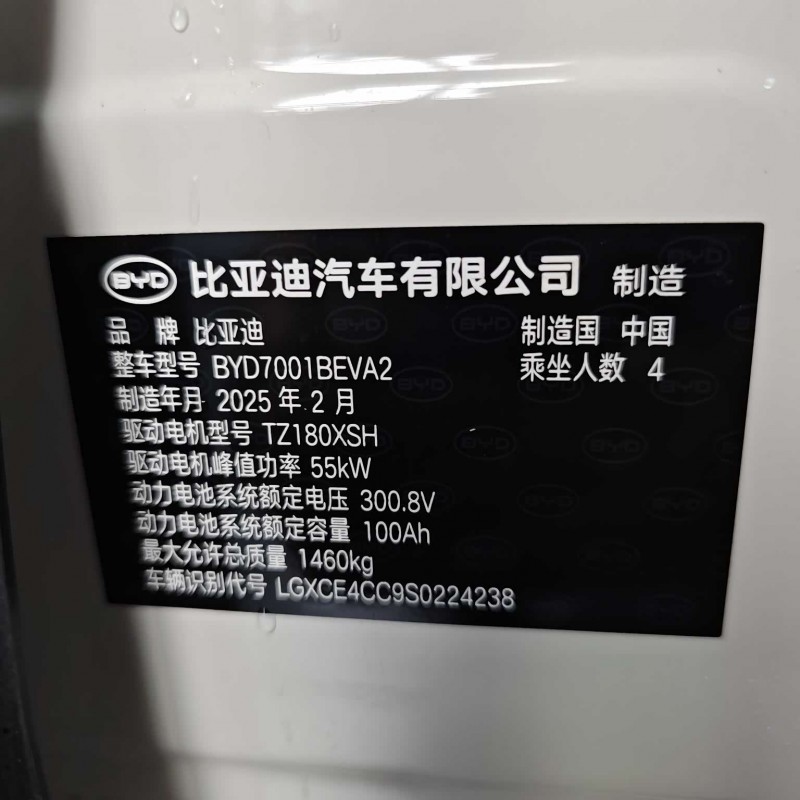 BYD 比亚迪汽车有限公司 制造
品 牌 比亚迪 制造国 中国
整车型号 BYD7001BEVA2 乘坐人数 4
制造年月 2025 年 2 月
驱动电机型号 TZ180XSH
驱动电机峰值功率 55kW
动力电池系统额定电压 300.8V
动力电池系统额定容量 100Ah
最大允许总质量 1460kg
车辆识别代号 LGXCE4CC9S0224238